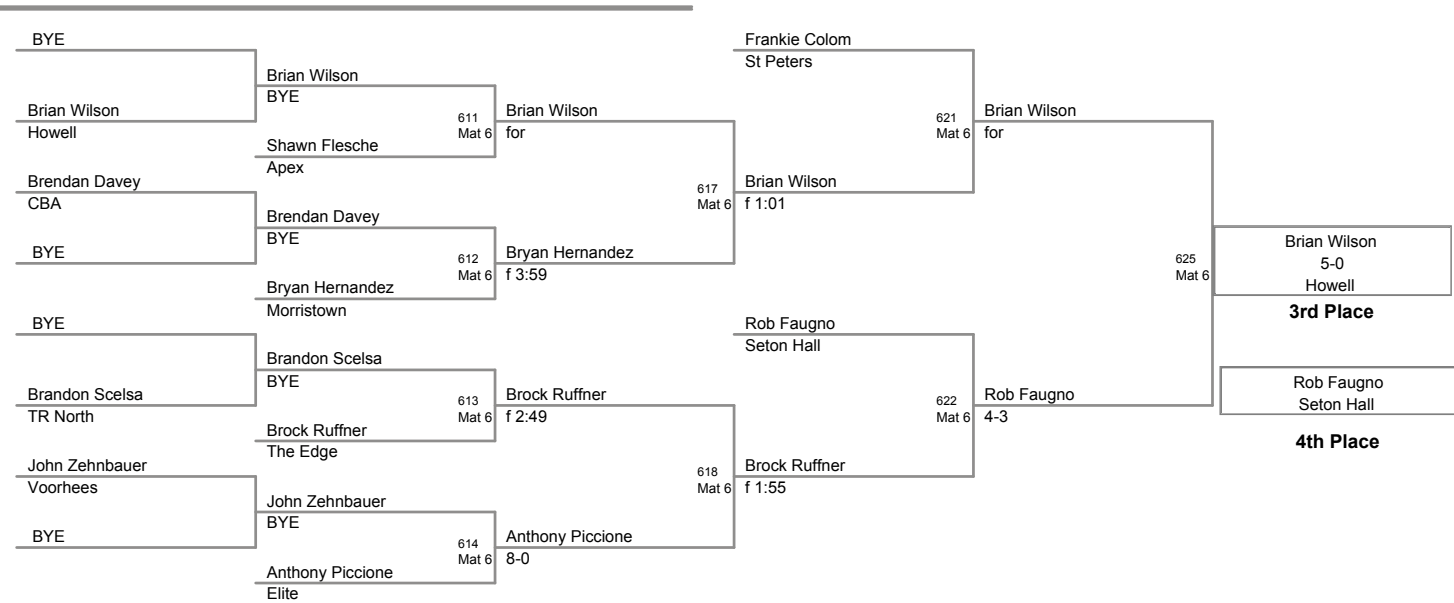 BYE
Brian Wilson
Howell
Brendan Davey
CBA
BYE
BYE
Brandon Scelsa
TR North
John Zehnbauer
Voorhees
BYE
Brian Wilson
BYE
Shawn Flesche
Apex
Brendan Davey
BYE
Bryan Hernandez
Morristown
Brandon Scelsa
BYE
Brock Ruffner
The Edge
John Zehnbauer
BYE
Anthony Piccione
Elite
611
Mat 6
Brian Wilson
for
612
Mat 6
Bryan Hernandez
f 3:59
613
Mat 6
Brock Ruffner
f 2:49
614
Mat 6
Anthony Piccione
8-0
Frankie Colom
St Peters
617
Mat 6
Brian Wilson
f 1:01
Rob Faugno
Seton Hall
618
Mat 6
Brock Ruffner
f 1:55
621
Mat 6
Brian Wilson
for
622
Mat 6
Rob Faugno
4-3
625
Mat 6
Brian Wilson
5-0
Howell
3rd Place
Rob Faugno
Seton Hall
4th Place